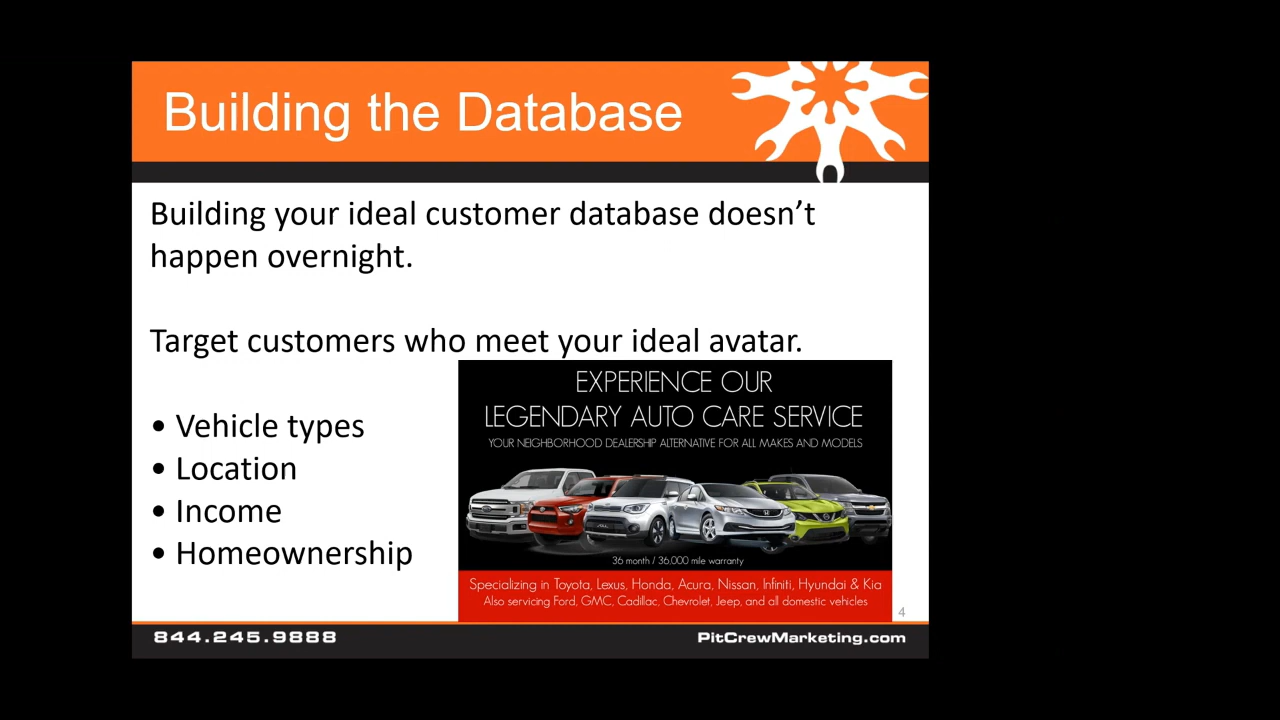 Building the Database
Building your ideal customer database doesn’t
happen overnight.
Target customers who meet your ideal avatar.
• Vehicle types
• Location
• Income
• Homeownership
EXPERIENCE OUR
LEGENDARY AUTO CARE SERVICE
YOUR NEIGHBORHOOD DEALERSHIP ALTERNATIVE FOR ALL MAKES AND MODELS
36 month / 36,000 mile warranty
Specializing in Toyota, Lexus, Honda, Acura, Nissan, Infiniti, Hyundai & Kia
Also servicing Ford, GMC, Cadillac, Chevrolet, Jeep, and all domestic vehicles
4
844.245.9888
PitCrewMarketing.com